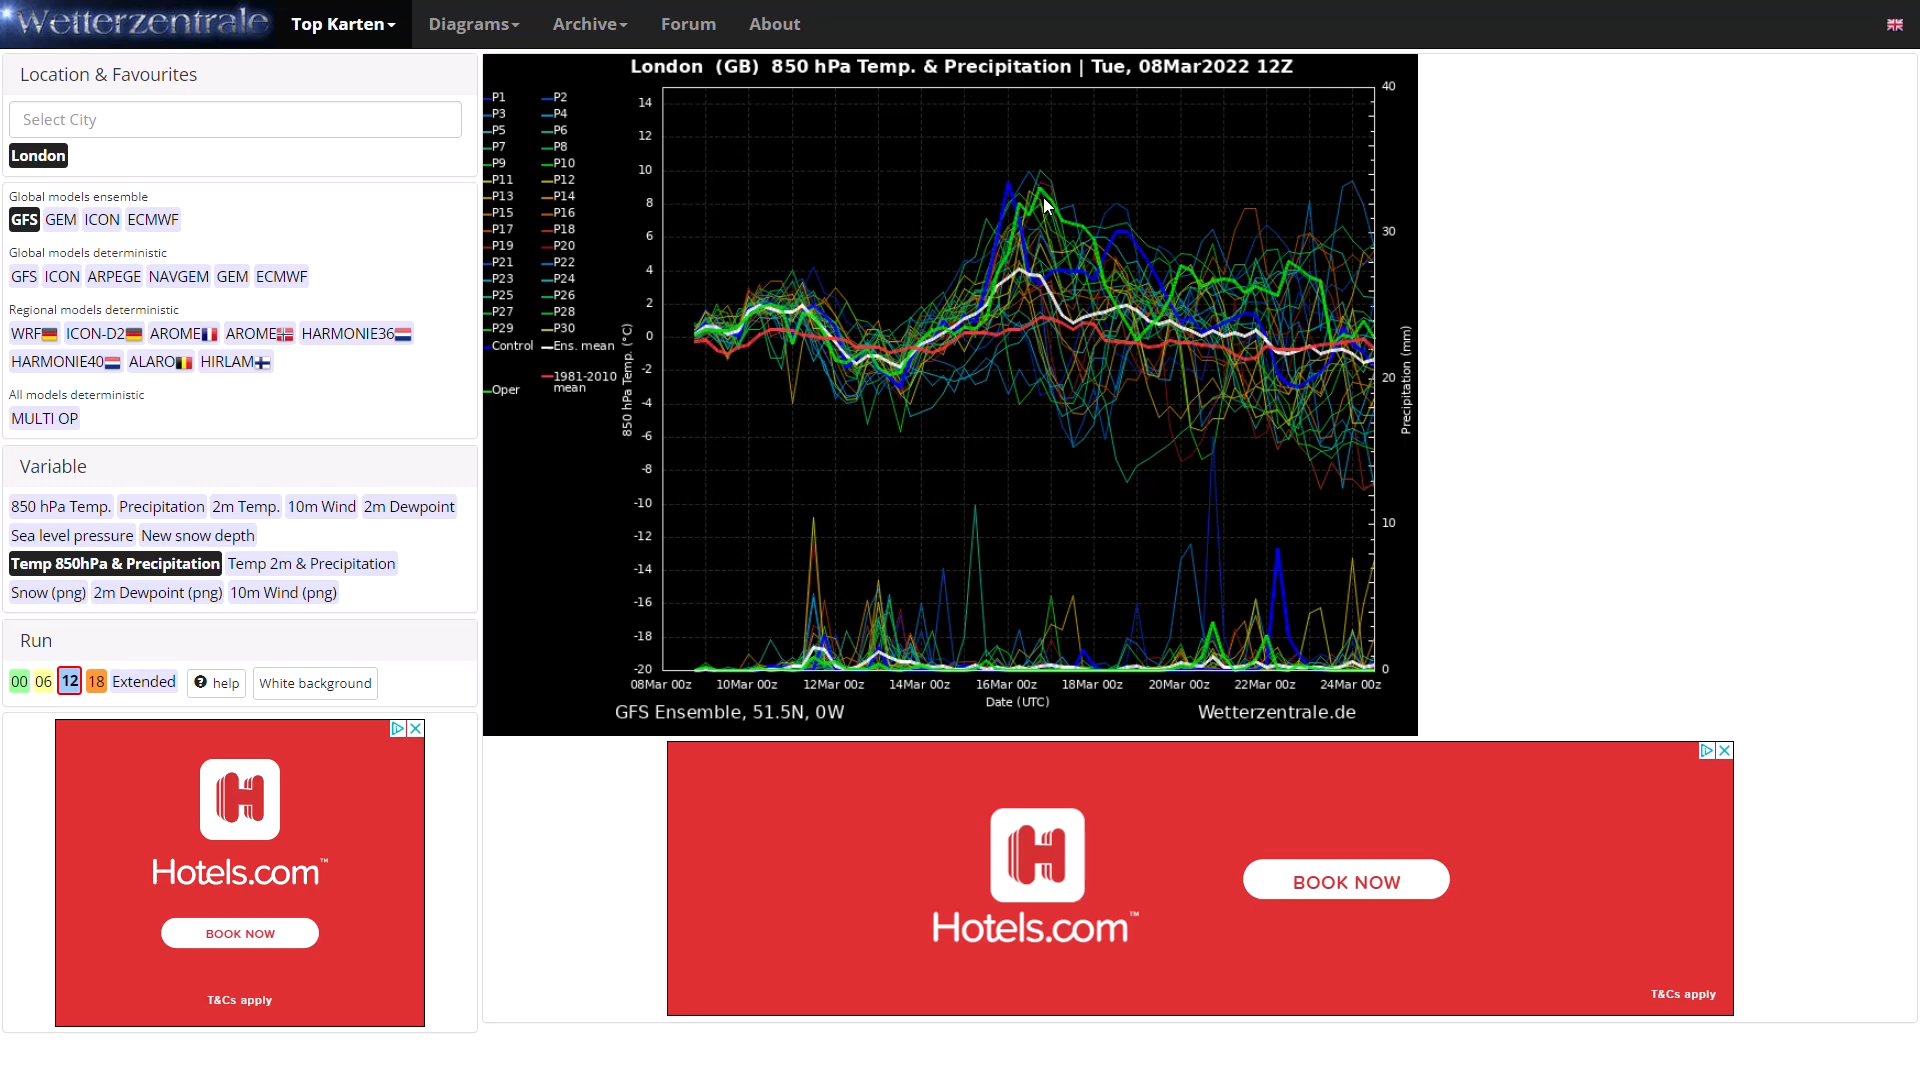 Wetterzentrale Top Karten Diagrams Archive Forum About
Location & Favourites
Select City
London
Global models ensemble
GFS GEM ICON ECMWF
Global models deterministic
GFS ICON ARPEGE NAVGEM GEM ECMWF
Regional models deterministic
WRF ICON-D2 AROME AROME HARMONIE36
HARMONIE40 ALARO HIRLAM
All models deterministic
MULTI OP
Variable
850 hPa Temp. Precipitation 2m Temp. 10m Wind 2m Dewpoint
Sea level pressure New snow depth
Temp 850hPa & Precipitation Temp 2m & Precipitation
Snow (png) 2m Dewpoint (png) 10m Wind (png)
Run
00 06 12 18 Extended help White background
Hotels.com™
BOOK NOW
T&Cs apply
London (GB) 850 hPa Temp. & Precipitation | Tue, 08Mar2022 12Z
P1 P2
P3 P4
P5 P6
P7 P8
P9 P10
P11 P12
P13 P14
P15 P16
P17 P18
P19 P20
P21 P22
P23 P24
P25 P26
P27 P28
P29 P30
Control Ens. mean
Oper 1981-2010
mean
850 hPa Temp. (°C)
14
12
10
8
6
4
2
0
-2
-4
-6
-8
-10
-12
-14
-16
-18
-20
40
30
20
10
0
Precipitation (mm)
08Mar 00z 10Mar 00z 12Mar 00z 14Mar 00z 16Mar 00z 18Mar 00z 20Mar 00z 22Mar 00z 24Mar 00z
Date (UTC)
GFS Ensemble, 51.5N, 0W Wetterzentrale.de
Hotels.com™
BOOK NOW
T&Cs apply